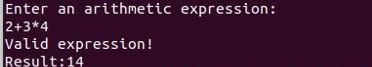 Enter an arithmetic expression:
2+3*4
Valid expression!
Result:14